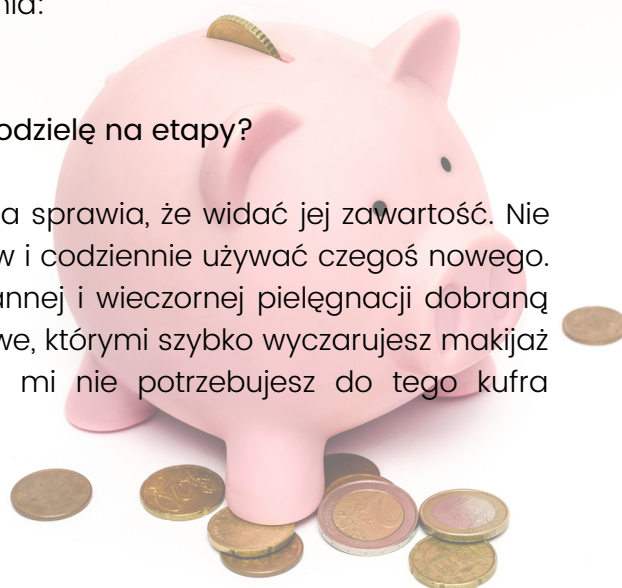 nia:
odzielę na etapy?
a sprawia, że widać jej zawartość. Nie
w i codziennie używać czegoś nowego.
annej i wieczornej pielęgnacji dobraną
we, którymi szybko wyczarujesz makijaż
mi nie potrzebujesz do tego kufra